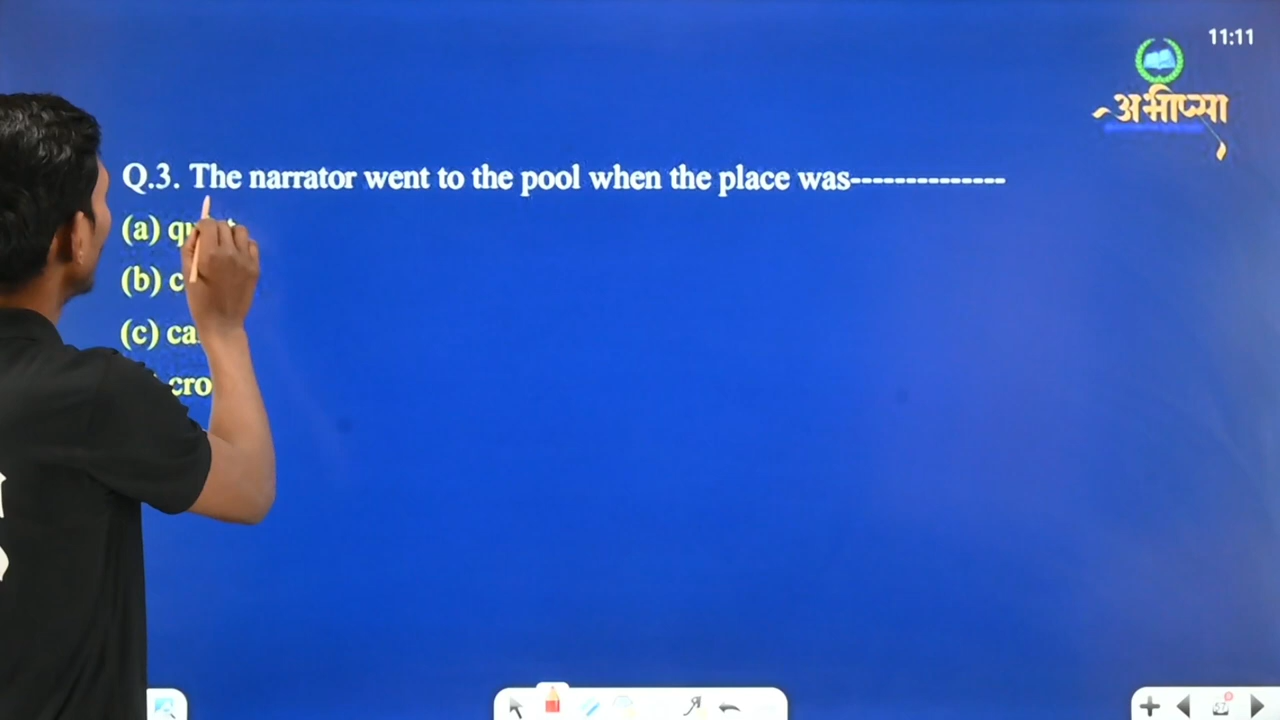 11:11
अभीप्सा
Q.3. The narrator went to the pool when the place was--------------
(a)
(b)
(c)